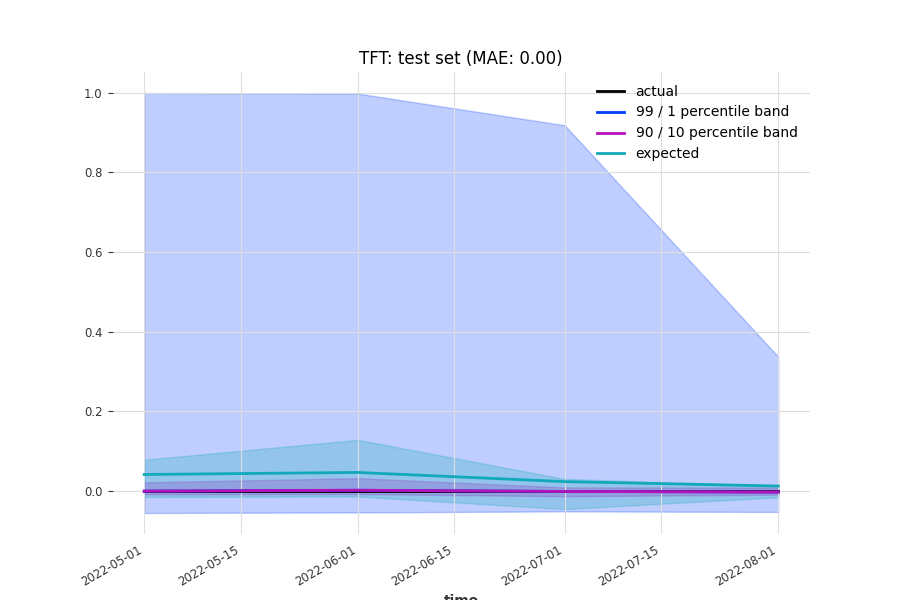 TFT: test set (MAE: 0.00)
actual
99 / 1 percentile band
90 / 10 percentile band
expected
1.0
0.8
0.6
0.4
0.2
0.0
2022-05-01
2022-05-15
2022-06-01
2022-06-15
2022-07-01
2022-07-15
2022-08-01
time